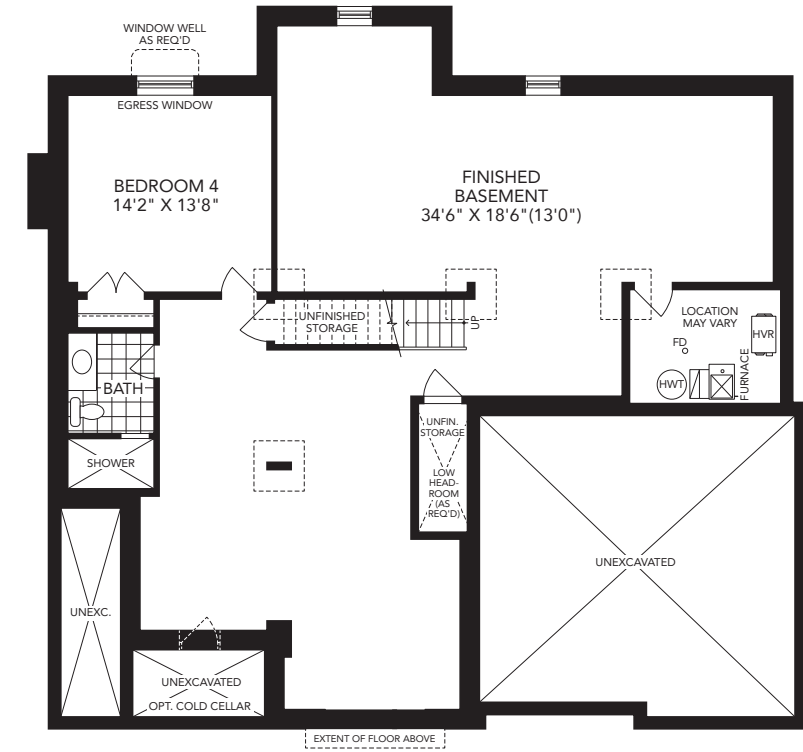 WINDOW WELL
AS REQ'D
EGRESS WINDOW
BEDROOM 4
14'2" X 13'8"
FINISHED
BASEMENT
34'6" X 18'6"(13'0")
UNFINISHED
STORAGE
UP
LOCATION
MAY VARY
FD
HVR
HWT
FURNACE
BATH
SHOWER
UNFIN.
STORAGE
LOW
HEAD-
ROOM
(AS
REQ'D)
UNEXCAVATED
UNEXC.
UNEXCAVATED
OPT. COLD CELLAR
EXTENT OF FLOOR ABOVE